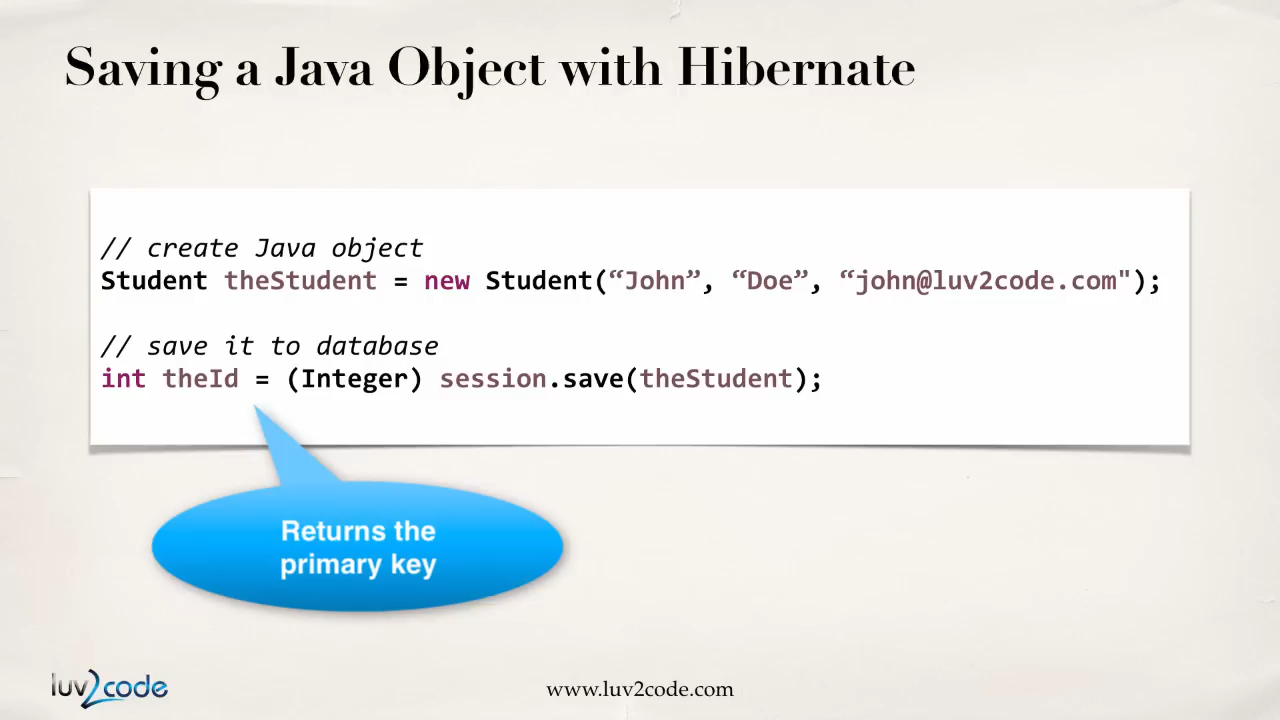 Saving a Java Object with Hibernate
// create Java object
Student theStudent = new Student(“John”, “Doe”, “john@luv2code.com");
// save it to database
int theId = (Integer) session.save(theStudent);
Returns the
primary key
luv2code
www.luv2code.com